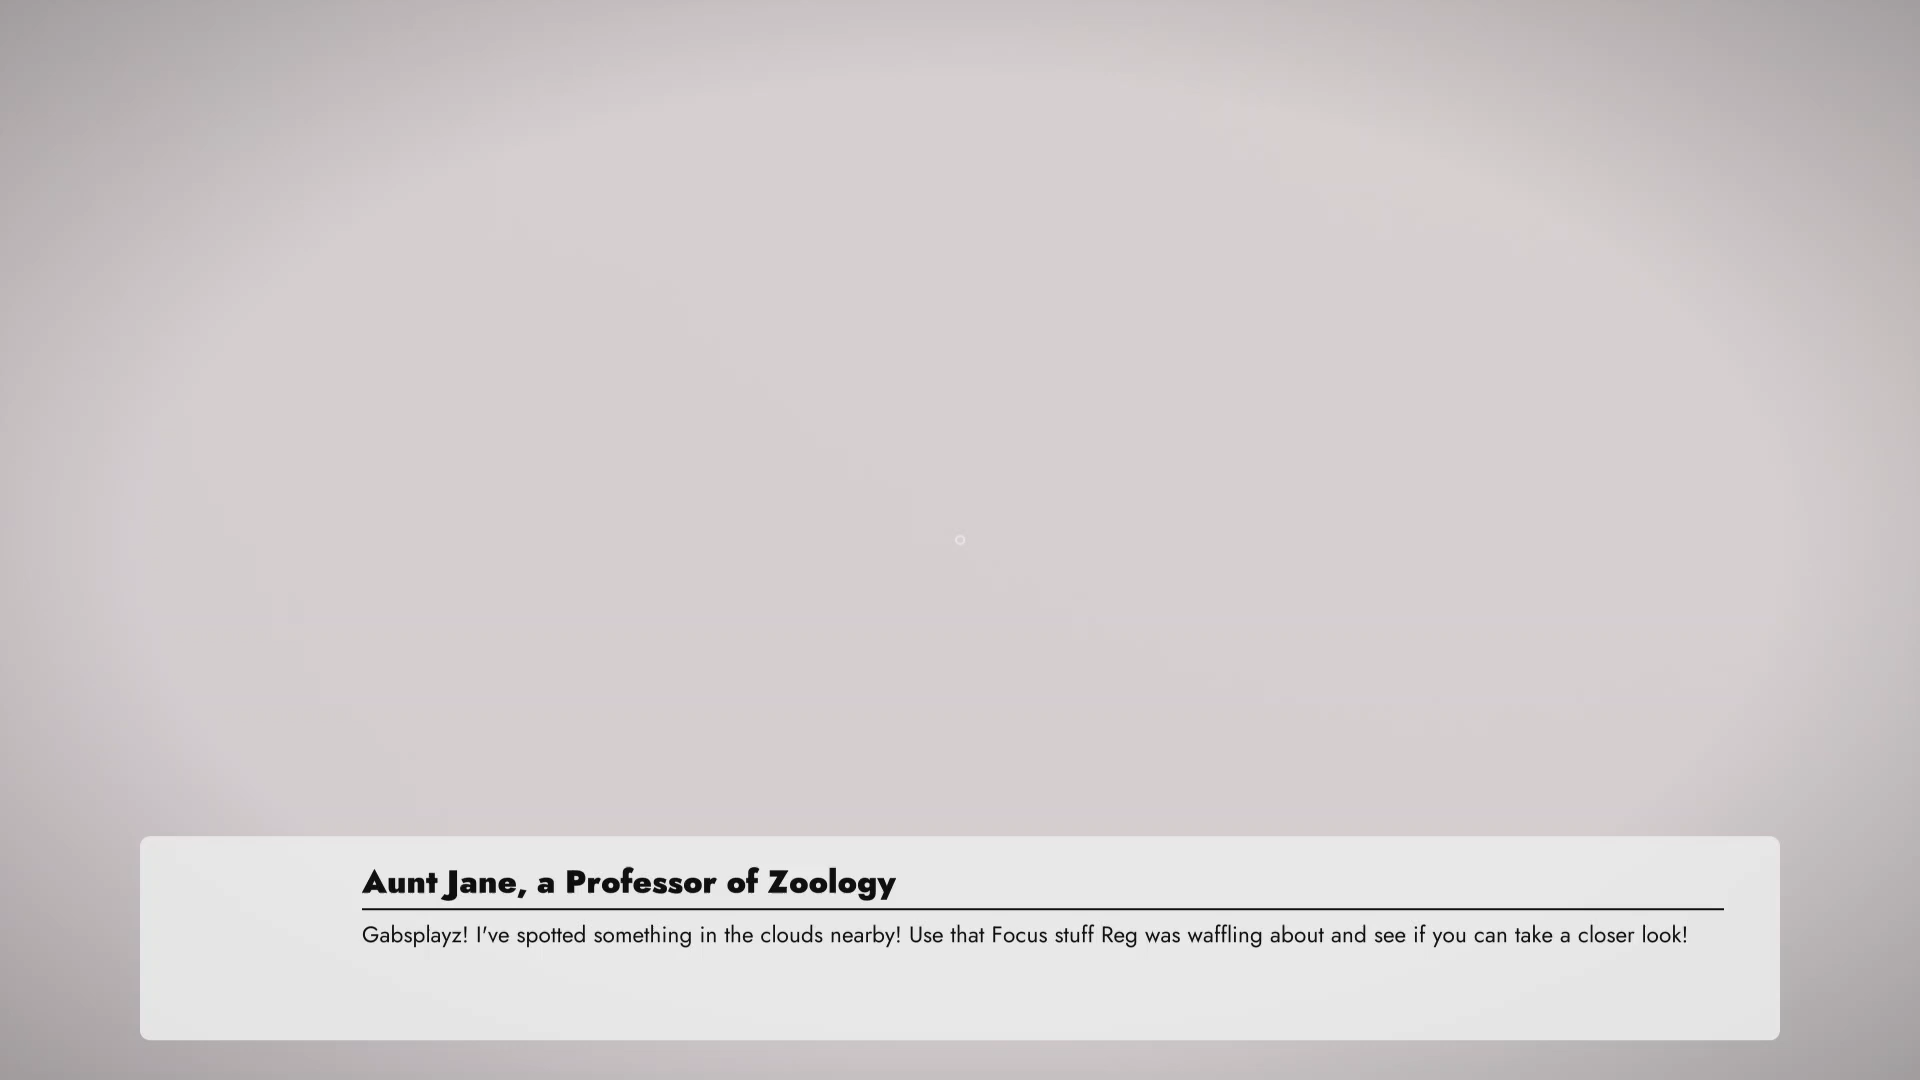 Aunt Jane, a Professor of Zoology
Gabsplayz! I've spotted something in the clouds nearby! Use that Focus stuff Reg was waffling about and see if you can take a closer look!